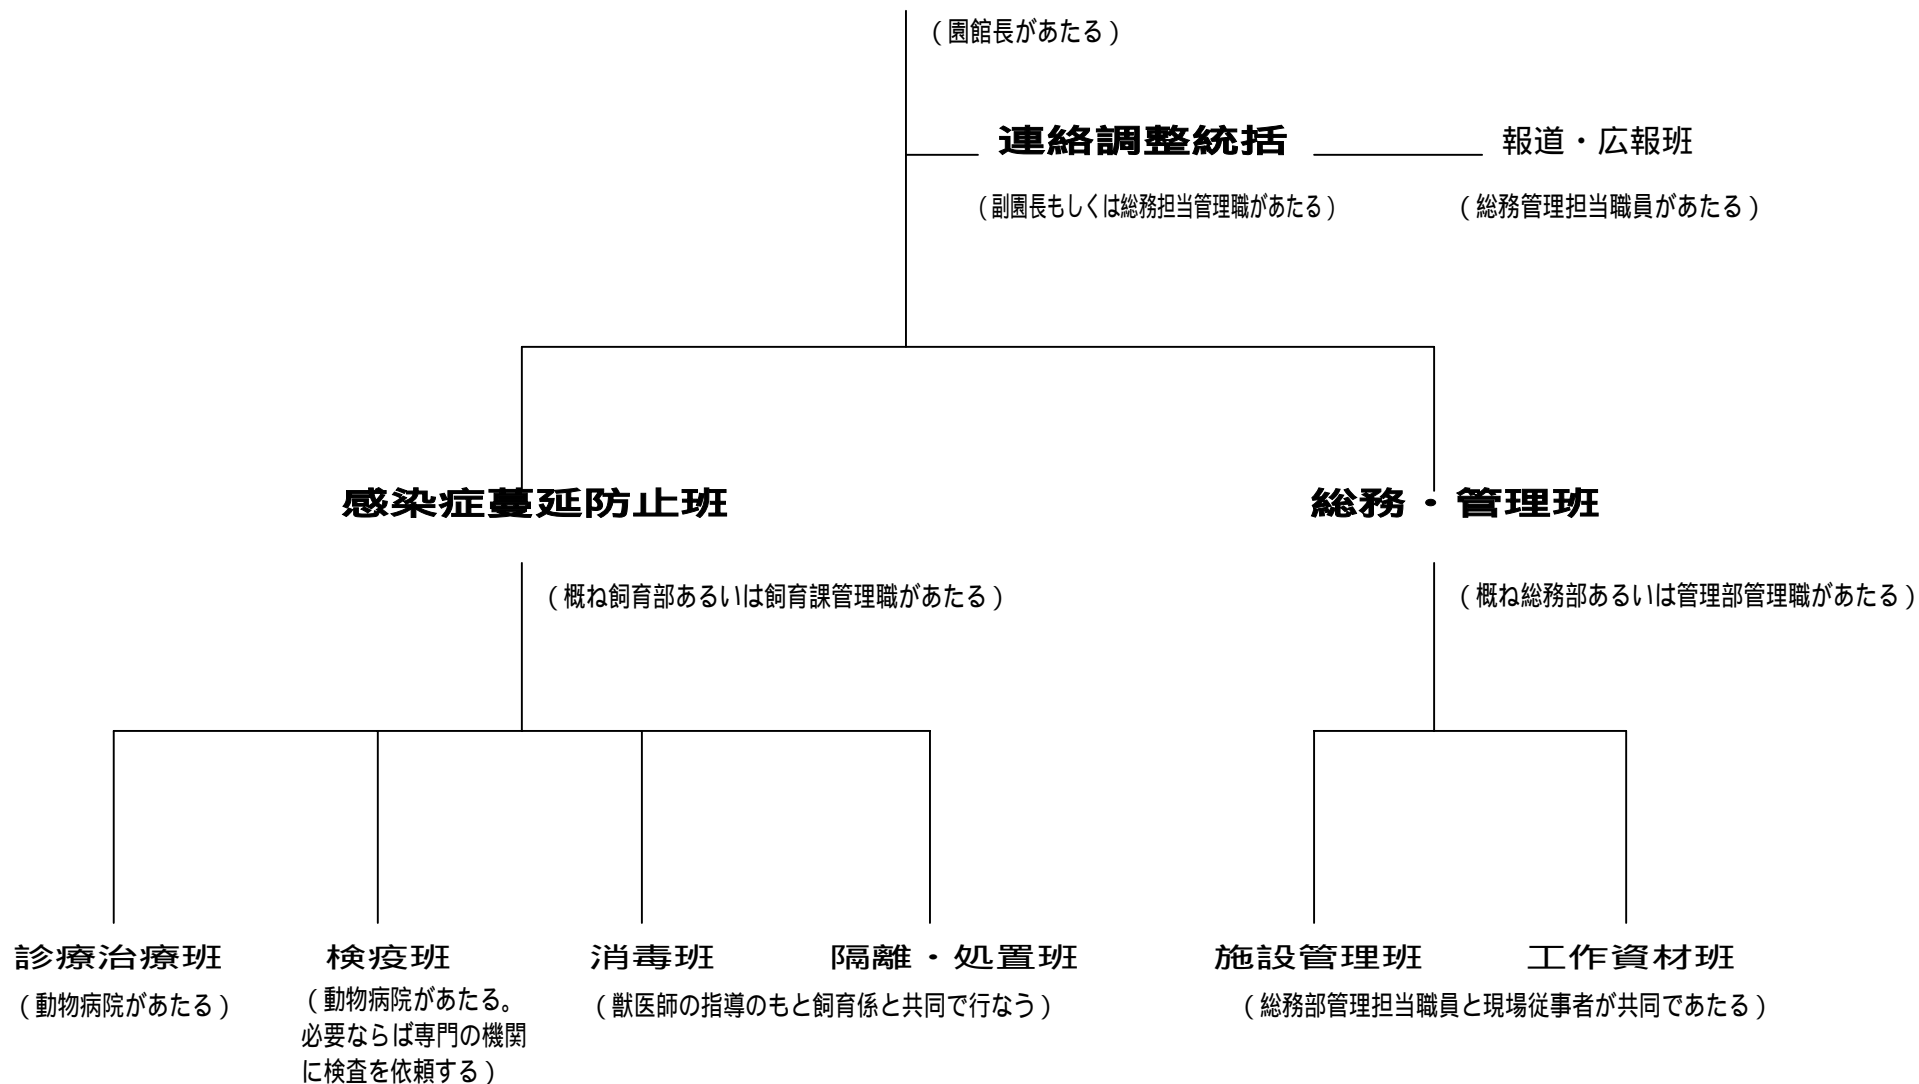 （園館長があたる）
連絡調整統括
報道・広報班
（副園長もしくは総務担当管理職があたる）
（総務管理担当職員があたる）
感染症蔓延防止班
総務・管理班
（概ね飼育部あるいは飼育課管理職があたる）
（概ね総務部あるいは管理部管理職があたる）
診療治療班
検疫班
消毒班
隔離・処置班
施設管理班
工作資材班
（動物病院があたる）
（動物病院があたる。
必要ならば専門の機関
に検査を依頼する）
（獣医師の指導のもと飼育係と共同で行なう）
（総務部管理担当職員と現場従事者が共同であたる）